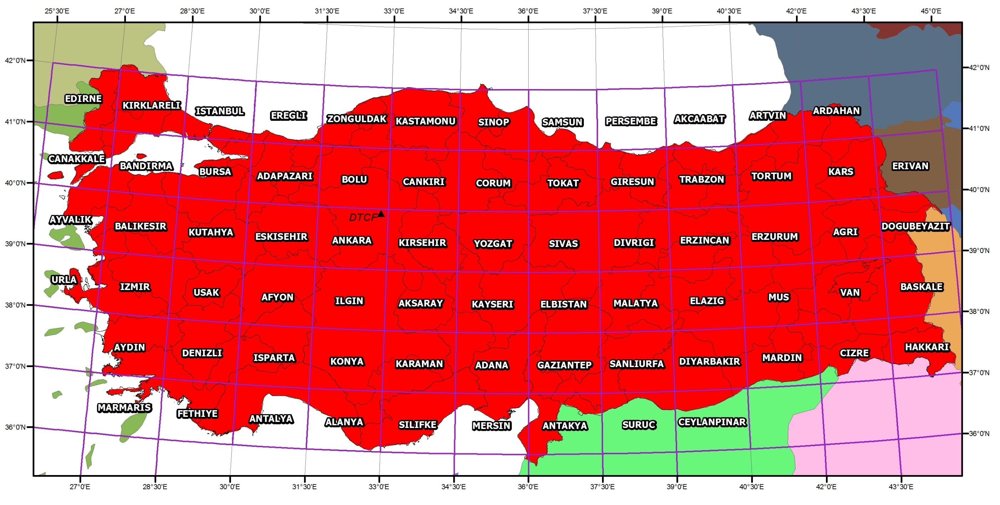 25°30'E 27°0'E 28°30'E 30°0'E 31°30'E 33°0'E 34°30'E 36°0'E 37°30'E 39°0'E 40°30'E 42°0'E 43°30'E 45°0'E
42°0'N 42°0'N
EDIRNE KIRKLARELI ISTANBUL EREGLI ZONGULDAK KASTAMONU SINOP SAMSUN PERSEMBE AKCAABAT ARTVIN ARDAHAN
41°0'N 41°0'N
CANAKKALE BANDIRMA BURSA ADAPAZARI BOLU CANKIRI CORUM TOKAT GIRESUN TRABZON TORTUM KARS ERIVAN
40°0'N 40°0'N
DTCF
AYVALIK BALIKESIR KUTAHYA ESKISEHIR ANKARA KIRSEHIR YOZGAT SIVAS DIVRIGI ERZINCAN ERZURUM AGRI DOGUBEYAZIT
39°0'N 39°0'N
URLA IZMIR USAK AFYON ILGIN AKSARAY KAYSERI ELBISTAN MALATYA ELAZIG MUS VAN BASKALE
38°0'N 38°0'N
AYDIN DENIZLI ISPARTA KONYA KARAMAN ADANA GAZIANTEP SANLIURFA DIYARBAKIR MARDIN CIZRE HAKKARI
37°0'N 37°0'N
MARMARIS FETHIYE ANTALYA ALANYA SILIFKE MERSIN ANTAKYA SURUC CEYLANPINAR
36°0'N 36°0'N
27°0'E 28°30'E 30°0'E 31°30'E 33°0'E 34°30'E 36°0'E 37°30'E 39°0'E 40°30'E 42°0'E 43°30'E